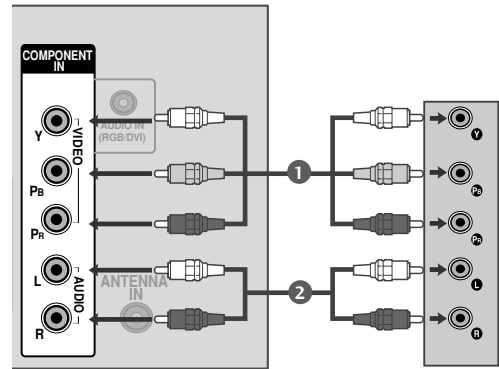 COMPONENT
IN
AUDIO IN
(RGB/DVI)
Y
VIDEO
PB
PR
L
AUDIO
R
ANTENNA
IN
1
2
Y
PB
PR
L
R